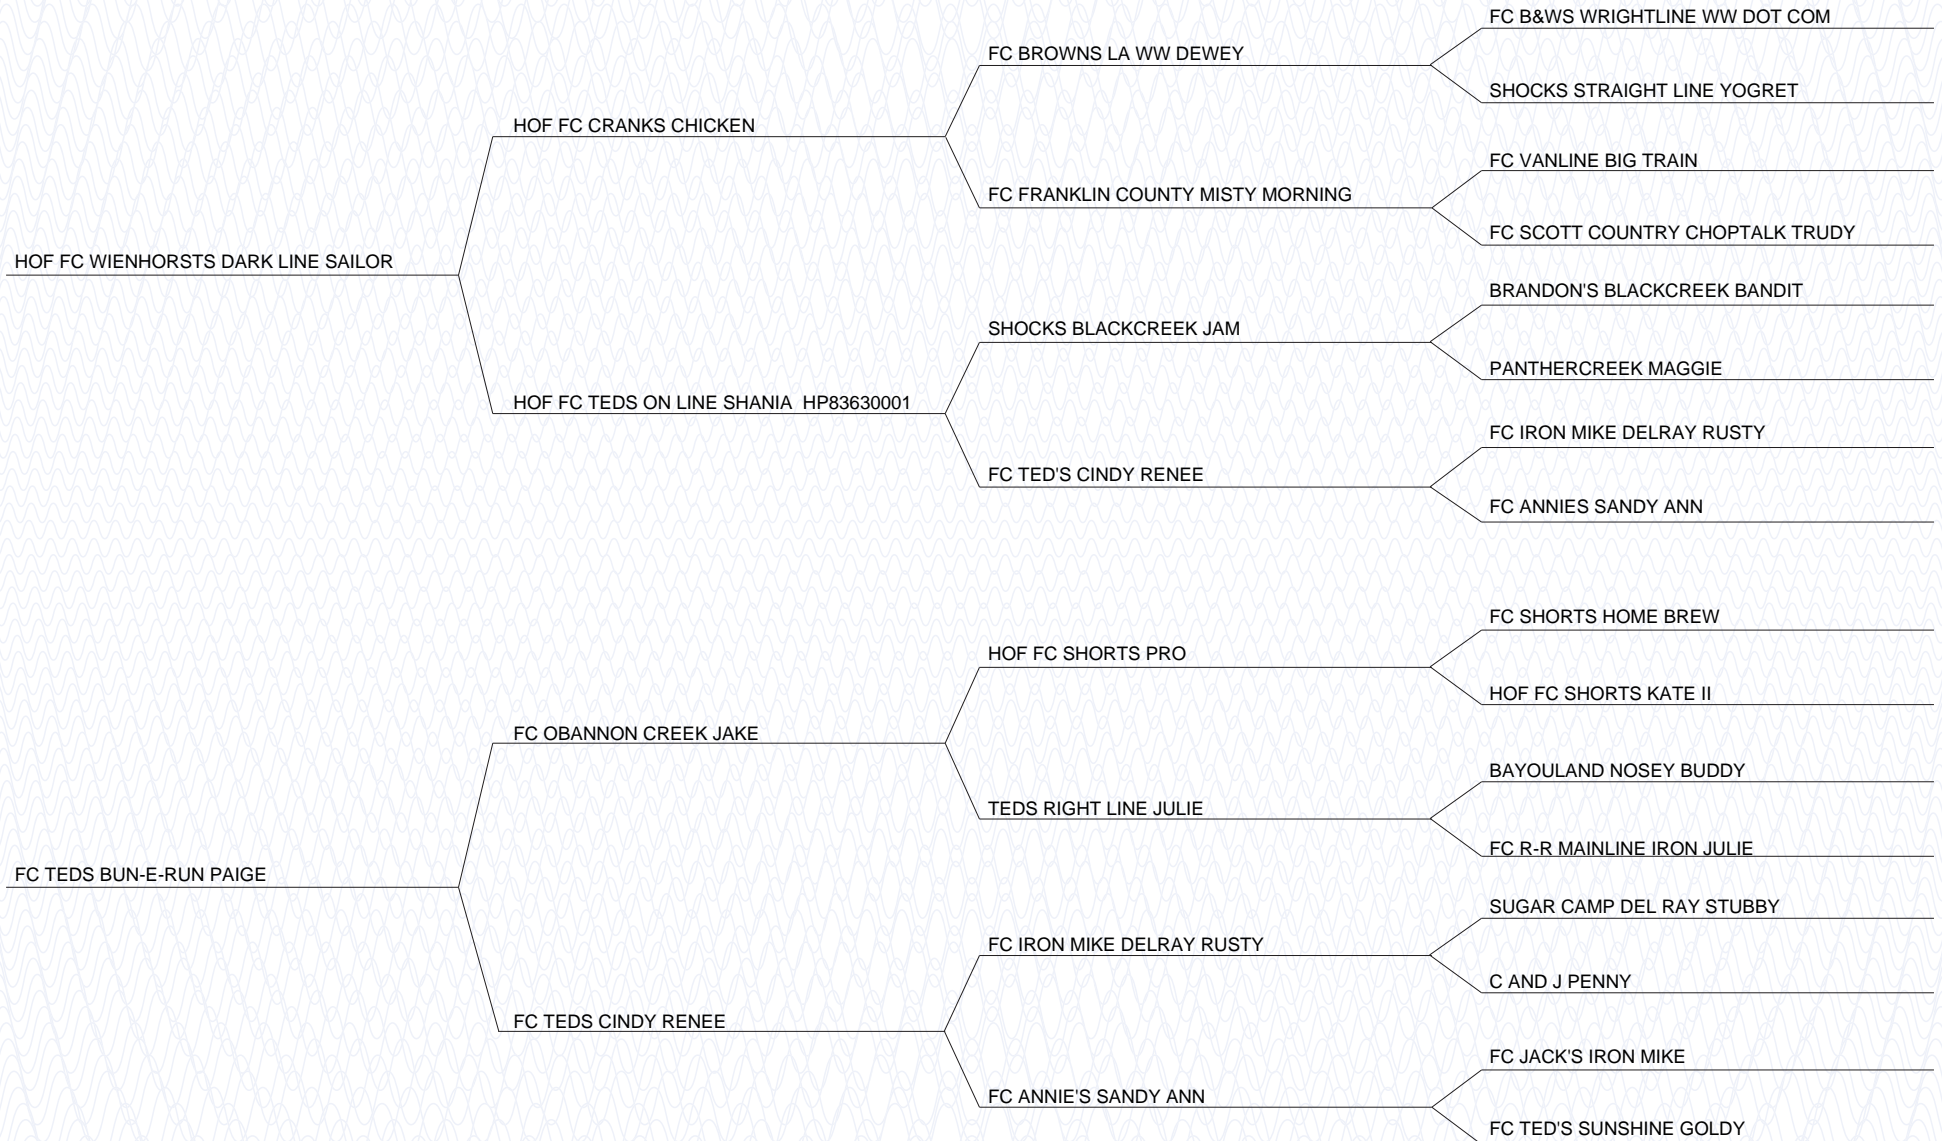 FC B&WS WRIGHTLINE WW DOT COM
FC BROWNS LA WW DEWEY
SHOCKS STRAIGHT LINE YOGRET
HOF FC CRANKS CHICKEN
FC VANLINE BIG TRAIN
FC FRANKLIN COUNTY MISTY MORNING
FC SCOTT COUNTRY CHOPTALK TRUDY
HOF FC WIENHORSTS DARK LINE SAILOR
BRANDON'S BLACKCREEK BANDIT
SHOCKS BLACKCREEK JAM
PANTHERCREEK MAGGIE
HOF FC TEDS ON LINE SHANIA  HP83630001
FC IRON MIKE DELRAY RUSTY
FC TED'S CINDY RENEE
FC ANNIES SANDY ANN
FC SHORTS HOME BREW
HOF FC SHORTS PRO
HOF FC SHORTS KATE II
FC OBANNON CREEK JAKE
BAYOULAND NOSEY BUDDY
TEDS RIGHT LINE JULIE
FC R-R MAINLINE IRON JULIE
FC TEDS BUN-E-RUN PAIGE
SUGAR CAMP DEL RAY STUBBY
FC IRON MIKE DELRAY RUSTY
C AND J PENNY
FC TEDS CINDY RENEE
FC JACK'S IRON MIKE
FC ANNIE'S SANDY ANN
FC TED'S SUNSHINE GOLDY